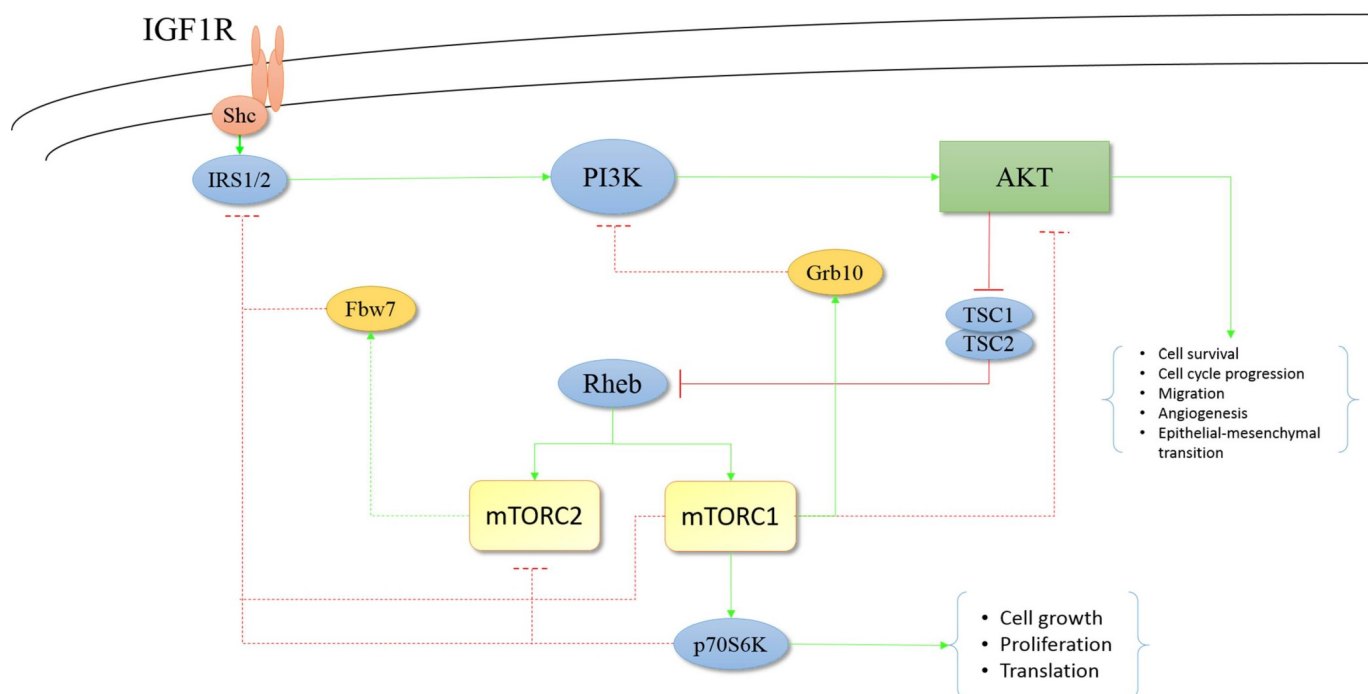 IGF1R
Shc
IRS1/2
PI3K
AKT
Grb10
Fbw7
TSC1
TSC2
Rheb
• Cell survival
• Cell cycle progression
• Migration
• Angiogenesis
• Epithelial-mesenchymal
transition
mTORC2
mTORC1
p70S6K
• Cell growth
• Proliferation
• Translation